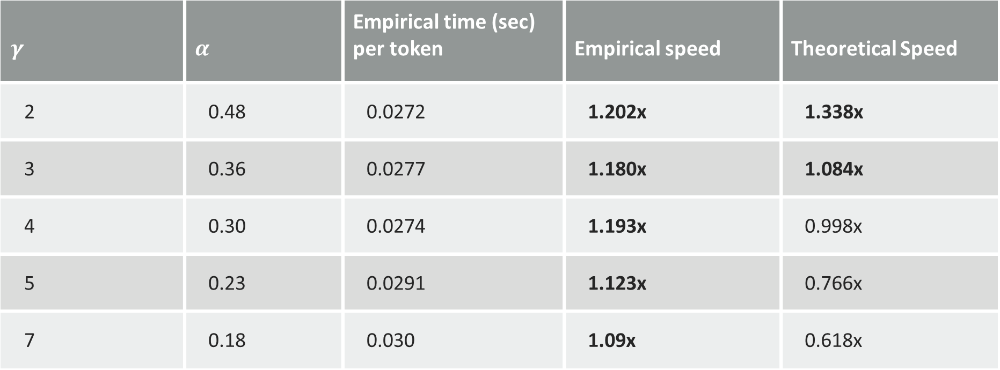 γ α Empirical time (sec) per token Empirical speed Theoretical Speed
2 0.48 0.0272 1.202x 1.338x
3 0.36 0.0277 1.180x 1.084x
4 0.30 0.0274 1.193x 0.998x
5 0.23 0.0291 1.123x 0.766x
7 0.18 0.030 1.09x 0.618x